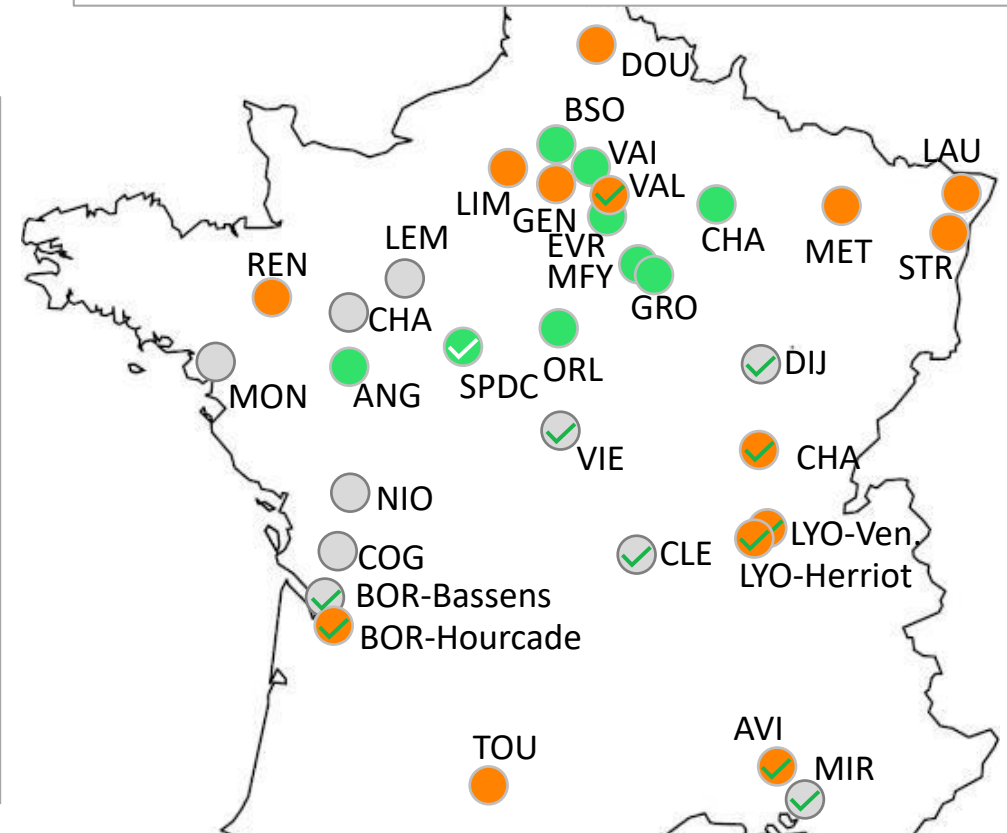 DOU
BSO
VAI
LAU
VAL
LIM
GEN
CHA
EVR
MET
LEM
STR
REN
MFY
GRO
CHA
DIJ
ORL
SPDC
MON
ANG
VIE
CHA
NIO
LYO-Ven.
CLE
COG
LYO-Herriot
BOR-Bassens
BOR-Hourcade
AVI
TOU
MIR